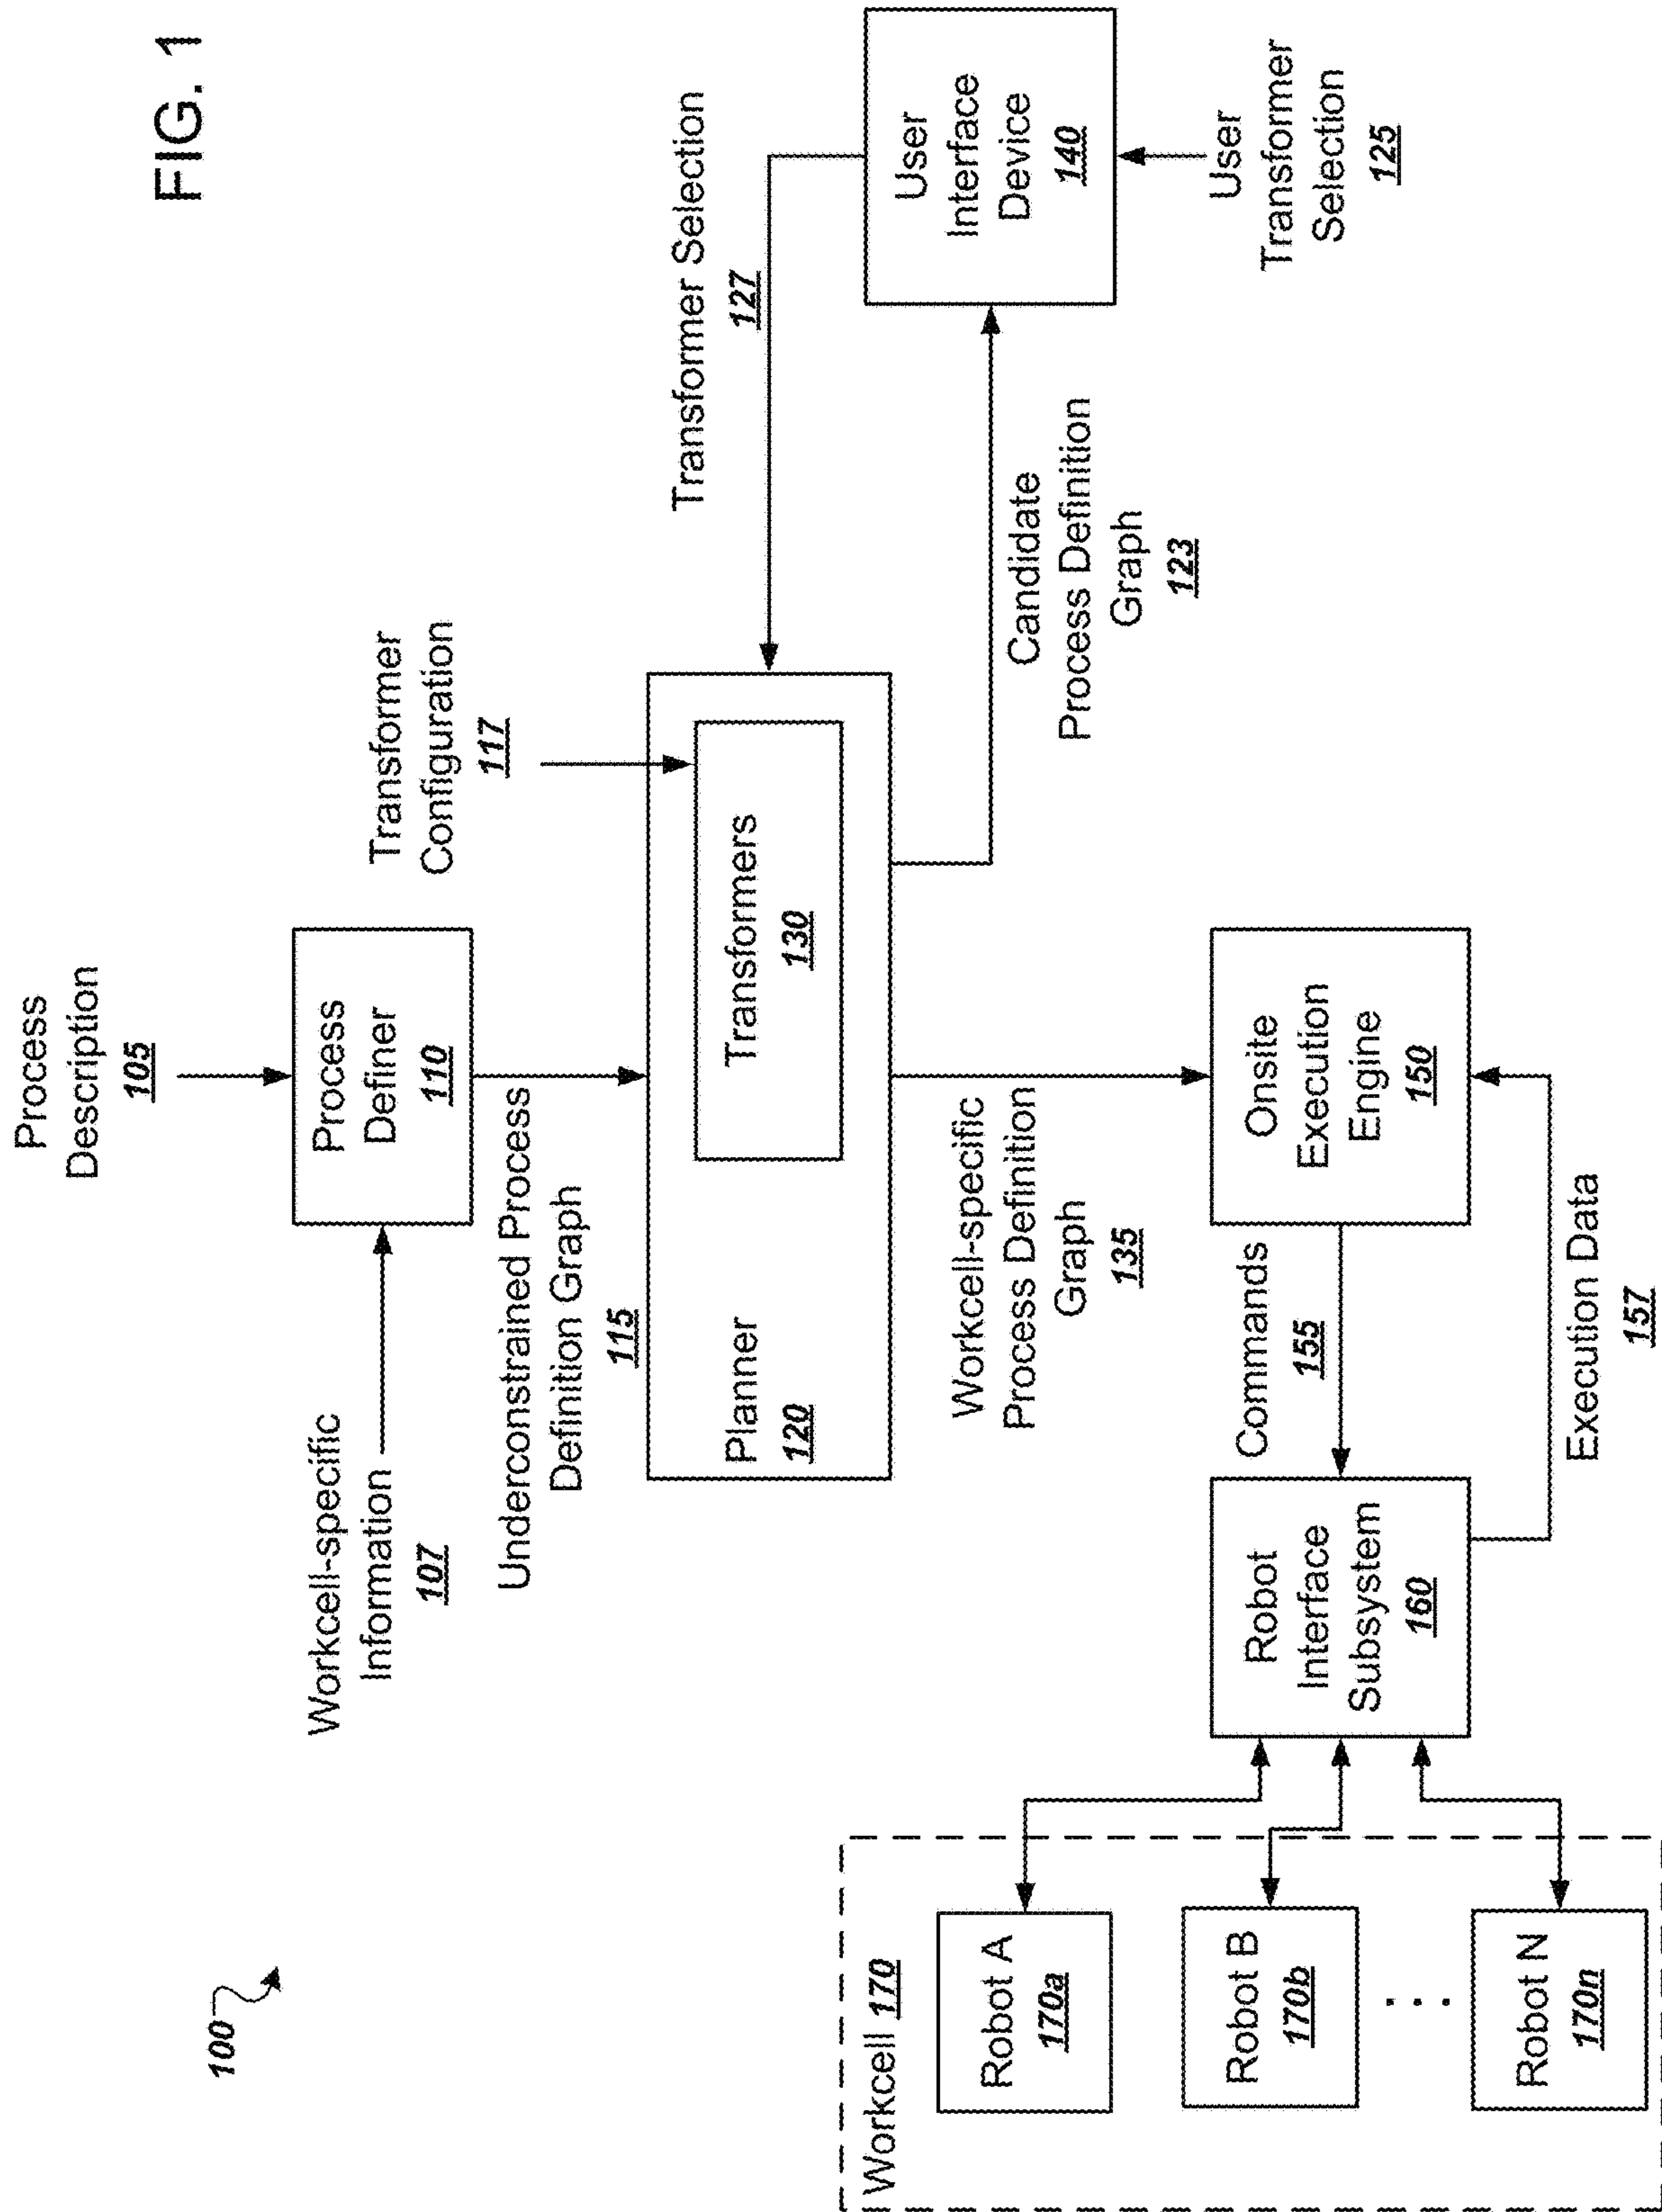 FIG. 1
100
Process
Description
105
Workcell-specific
Information
107
Process
Definer
110
Transformer
Configuration
117
Underconstrained Process
Definition Graph
115
Planner
120
Transformers
130
Transformer Selection
127
User
Interface
Device
140
User
Transformer
Selection
125
Candidate
Process Definition
Graph
123
Workcell-specific
Process Definition
Graph
135
Onsite
Execution
Engine
150
Commands
155
Execution Data
157
Robot
Interface
Subsystem
160
Workcell 170
Robot A
170a
Robot B
170b
. . .
Robot N
170n